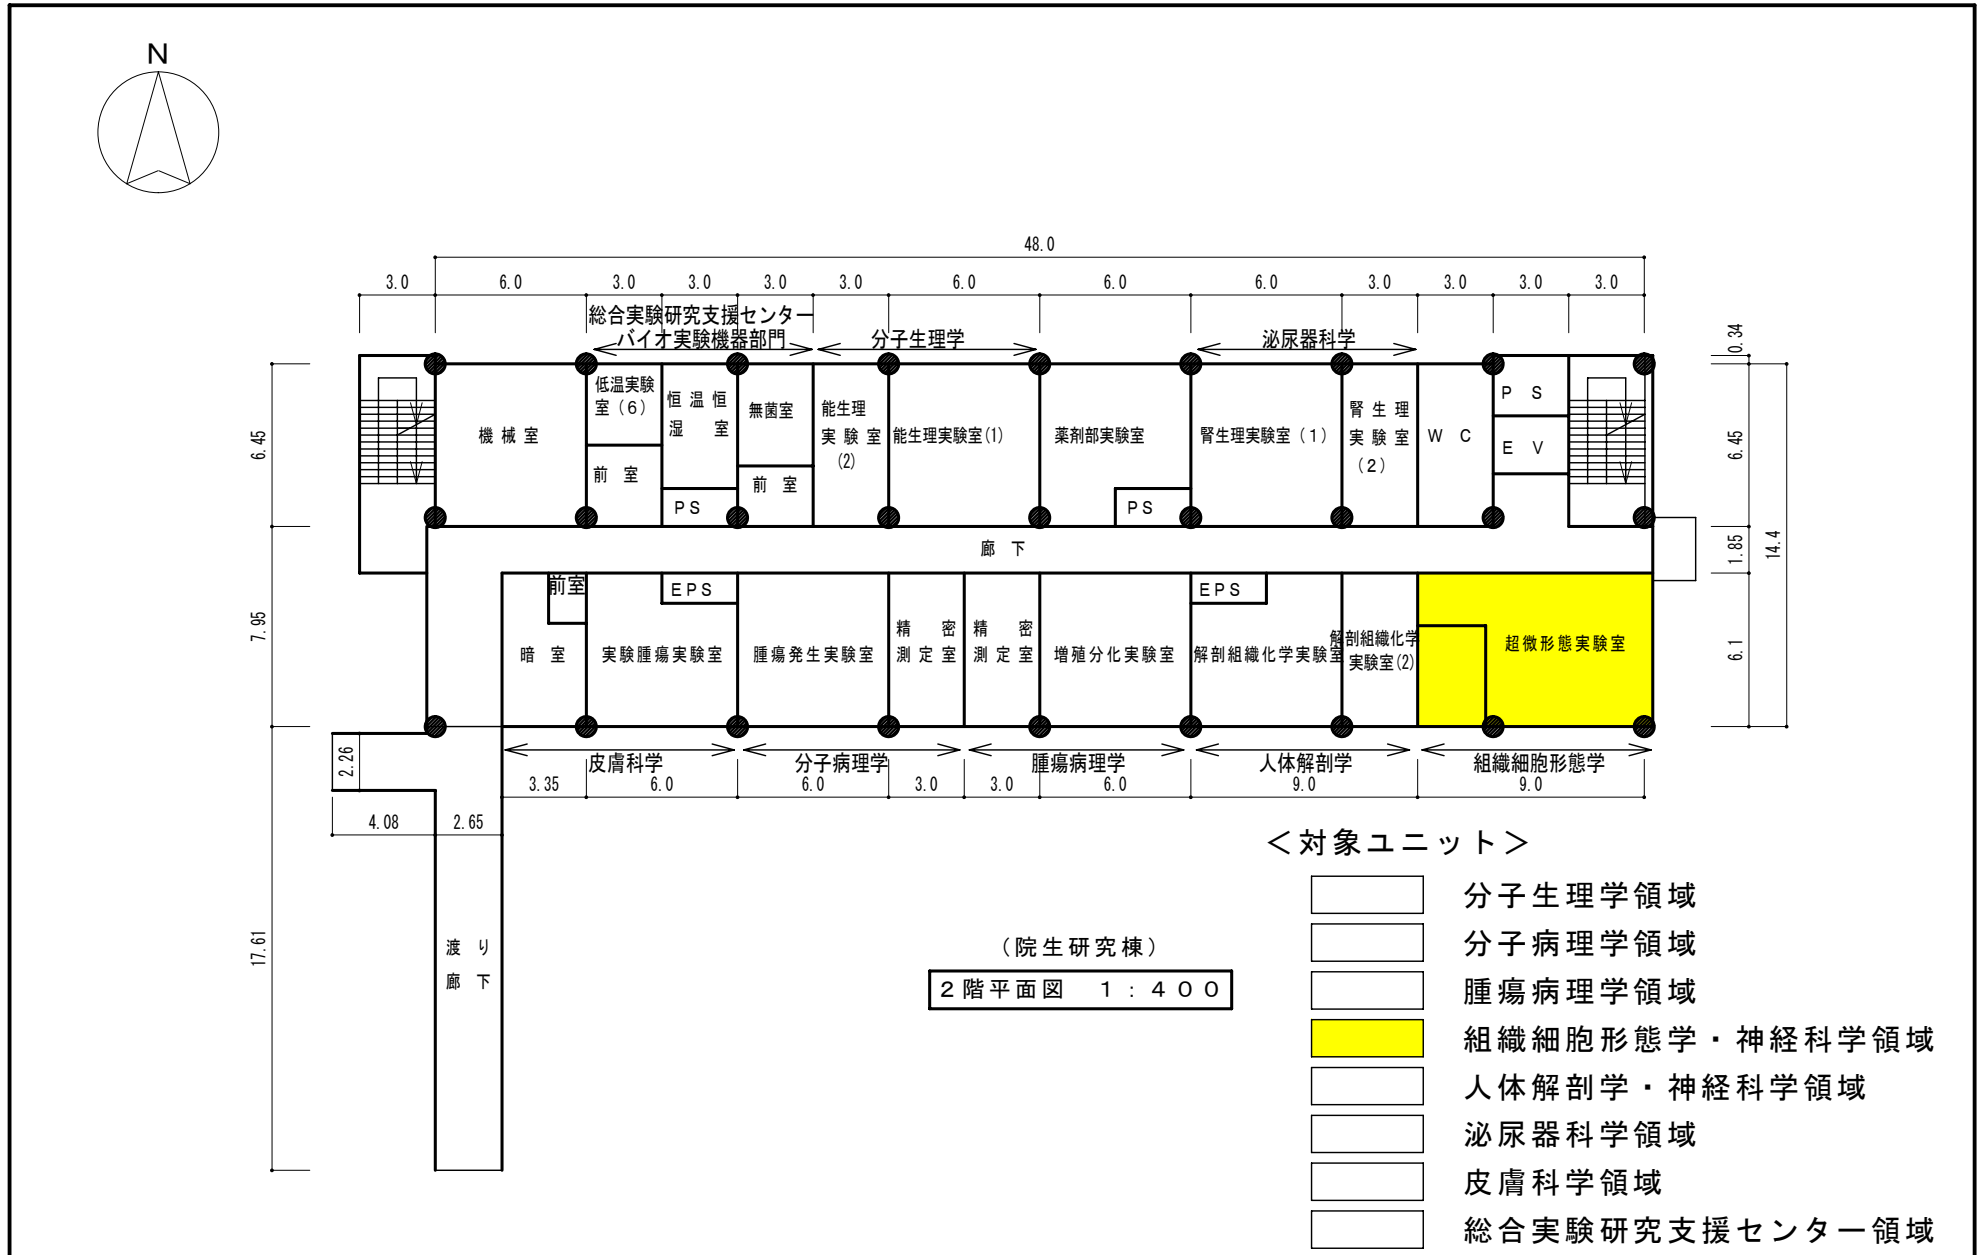 N
48.0
3.0 6.0 3.0 3.0 3.0 3.0 6.0 6.0 6.0 3.0 3.0 3.0 3.0
総合実験研究支援センター
バイオ実験機器部門
分子生理学
泌尿器科学
0.34
低温実験
室(6)
前 室
恒 温 恒
湿 室
PS
無菌室
前 室
機 械 室
能生理
実 験 室
(2)
能生理実験室(1)
薬剤部実験室
PS
腎生理実験室(1)
腎 生 理
実 験 室
(2)
W C
P S
E V
6.45
6.45
14.4
廊 下
1.85
前室
暗 室
実験腫瘍実験室
EPS
腫瘍発生実験室
精 密
測 定 室
精 密
測 定 室
増殖分化実験室
EPS
解剖組織化学実験室
解剖組織化学
実験室(2)
超微形態実験室
7.95
6.1
皮膚科学
分子病理学
腫瘍病理学
人体解剖学
組織細胞形態学
2.26
3.35 6.0 6.0 3.0 3.0 6.0 9.0 9.0
4.08 2.65
17.61
渡 り
廊 下
(院生研究棟)
2階平面図 1:400
<対象ユニット>
分子生理学領域
分子病理学領域
腫瘍病理学領域
組織細胞形態学・神経科学領域
人体解剖学・神経科学領域
泌尿器科学領域
皮膚科学領域
総合実験研究支援センター領域